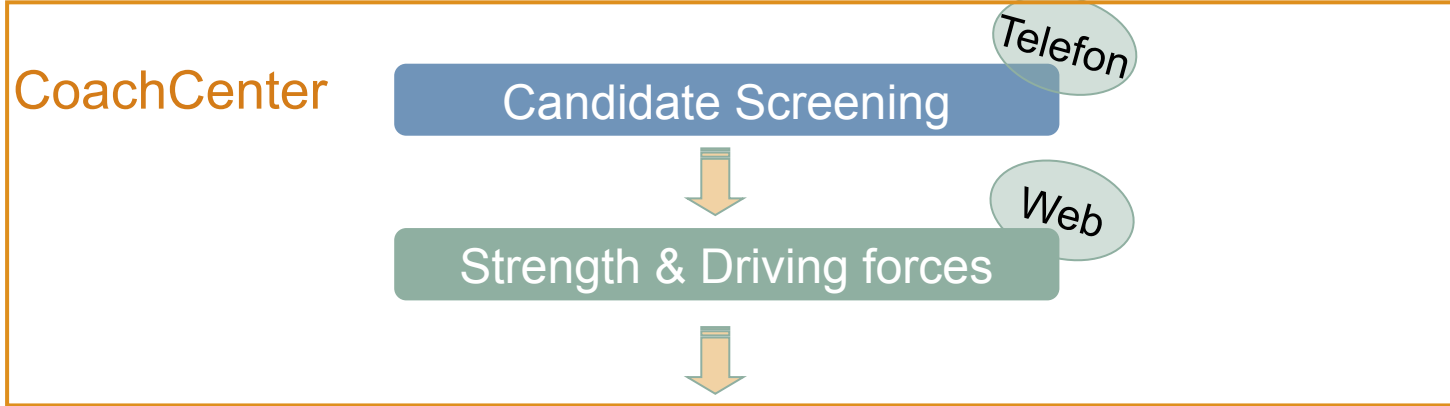 Telefon
CoachCenter
Candidate Screening
Web
Strength & Driving forces